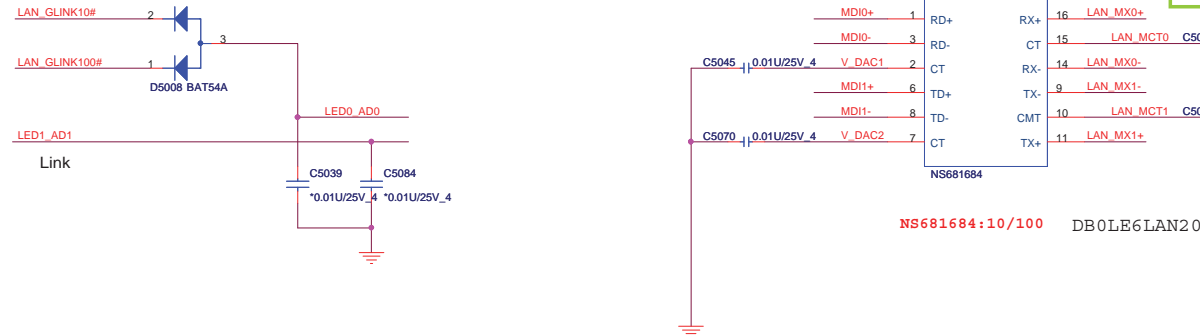 LAN_GLINK10# 2
3
LAN_GLINK100# 1
D5008 BAT54A
LED0_AD0
LED1_AD1
Link
C5039
*0.01U/25V_4
C5084
*0.01U/25V_4
MDI0+ 1 RD+ RX+ 16 LAN_MX0+
MDI0- 3 RD- CT 15 LAN_MCT0
C5045 0.01U/25V_4 V_DAC1 2 CT RX- 14 LAN_MX0-
MDI1+ 6 TD+ TX- 9 LAN_MX1-
MDI1- 8 TD- CMT 10 LAN_MCT1
C5070 0.01U/25V_4 V_DAC2 7 CT TX+ 11 LAN_MX1+
NS681684
NS681684:10/100 DB0LE6LAN20